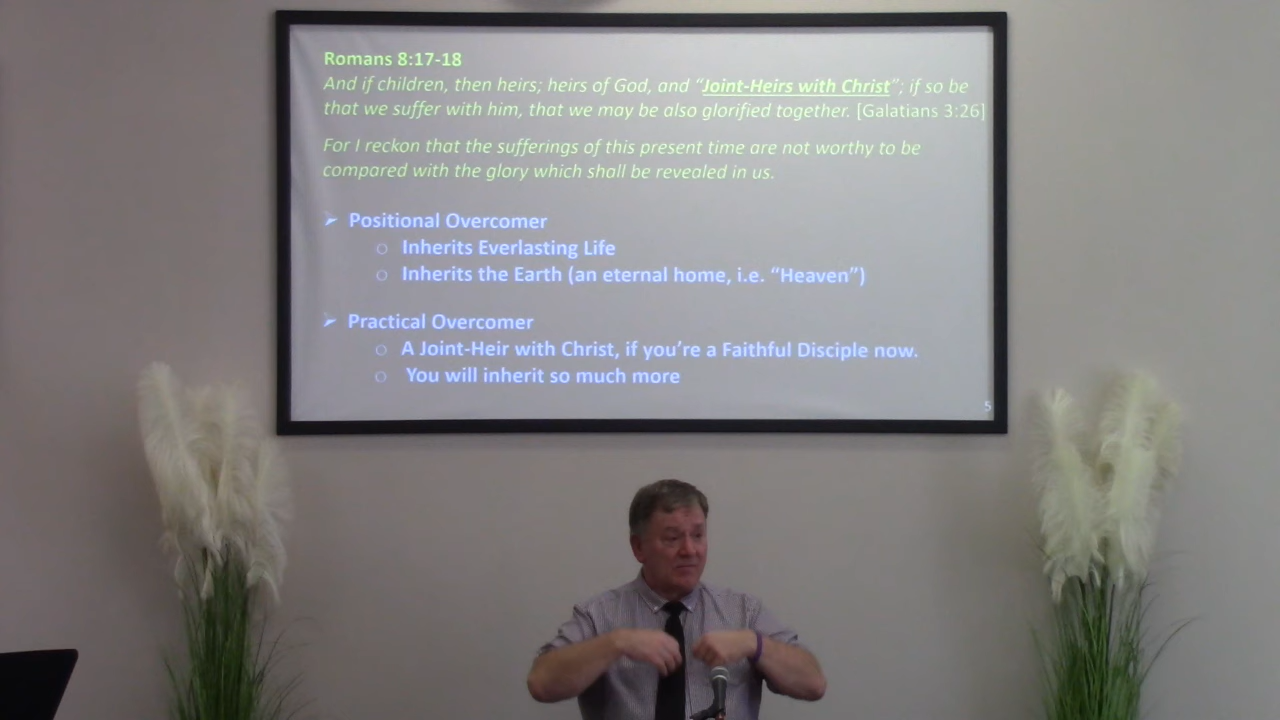 Romans 8:17-18
And if children, then heirs; heirs of God, and “Joint-Heirs with Christ”; if so be
that we suffer with him, that we may be also glorified together. [Galatians 3:26]
For I reckon that the sufferings of this present time are not worthy to be
compared with the glory which shall be revealed in us.
➢ Positional Overcomer
○ Inherits Everlasting Life
○ Inherits the Earth (an eternal home, i.e. “Heaven”)
➢ Practical Overcomer
○ A Joint-Heir with Christ, if you’re a Faithful Disciple now.
○ You will inherit so much more
5